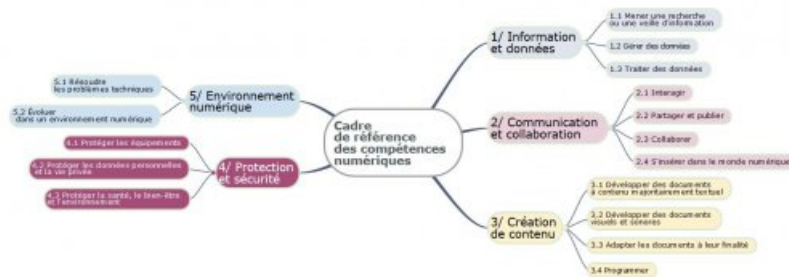 Cadre
de référence
des compétences
numériques
1/ Information
et données
1.1 Mener une recherche
ou une veille d'information
1.2 Gérer des données
1.3 Traiter des données
2/ Communication
et collaboration
2.1 Interagir
2.2 Partager et publier
2.3 Collaborer
2.4 S'insérer dans le monde numérique
3/ Création
de contenu
3.1 Développer des documents
à contenu majoritairement textuel
3.2 Développer des documents
visuels et sonores
3.3 Adapter les documents à leur finalité
3.4 Programmer
4/ Protection
et sécurité
4.1 Protéger les équipements
4.2 Protéger les données personnelles
et la vie privée
4.3 Protéger la santé, le bien-être
et l'environnement
5/ Environnement
numérique
5.1 Résoudre
les problèmes techniques
5.2 Évoluer
dans un environnement numérique